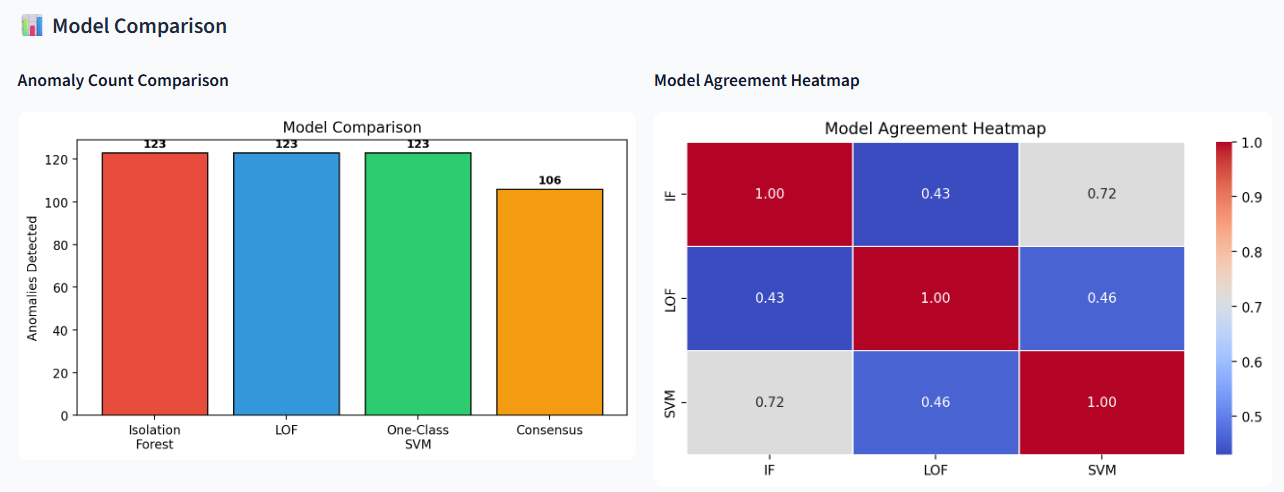 📊 Model Comparison
Anomaly Count Comparison
Model Comparison
123
123
123
106
Anomalies Detected
120
100
80
60
40
20
0
Isolation
Forest
LOF
One-Class
SVM
Consensus
Model Agreement Heatmap
Model Agreement Heatmap
IF
1.00
0.43
0.72
LOF
0.43
1.00
0.46
SVM
0.72
0.46
1.00
IF
LOF
SVM
1.0
0.9
0.8
0.7
0.6
0.5